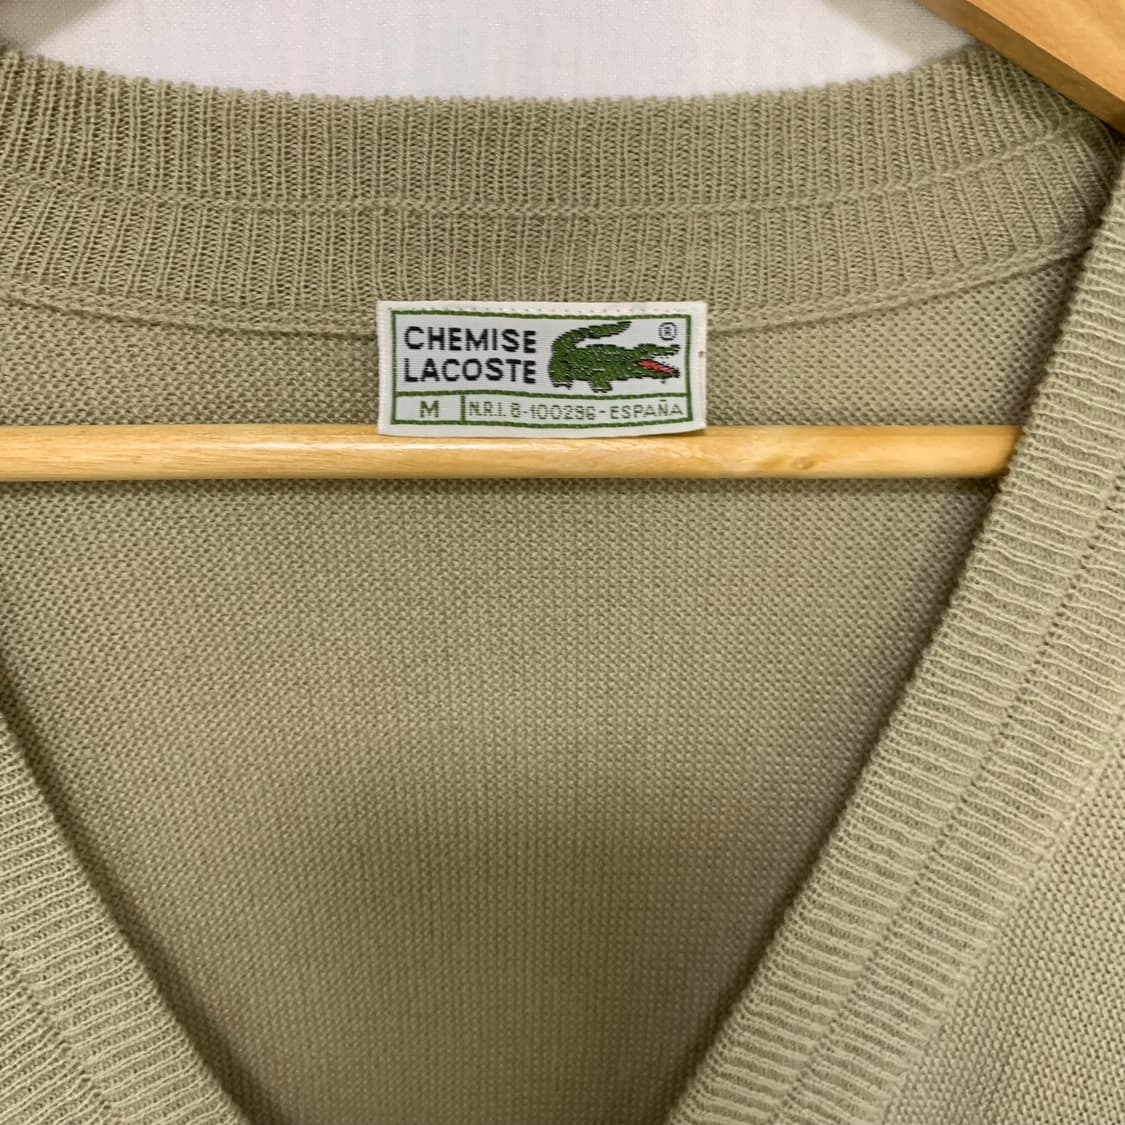 CHEMISE
LACOSTE ®
M N.R.I. 8-100296-ESPAÑA